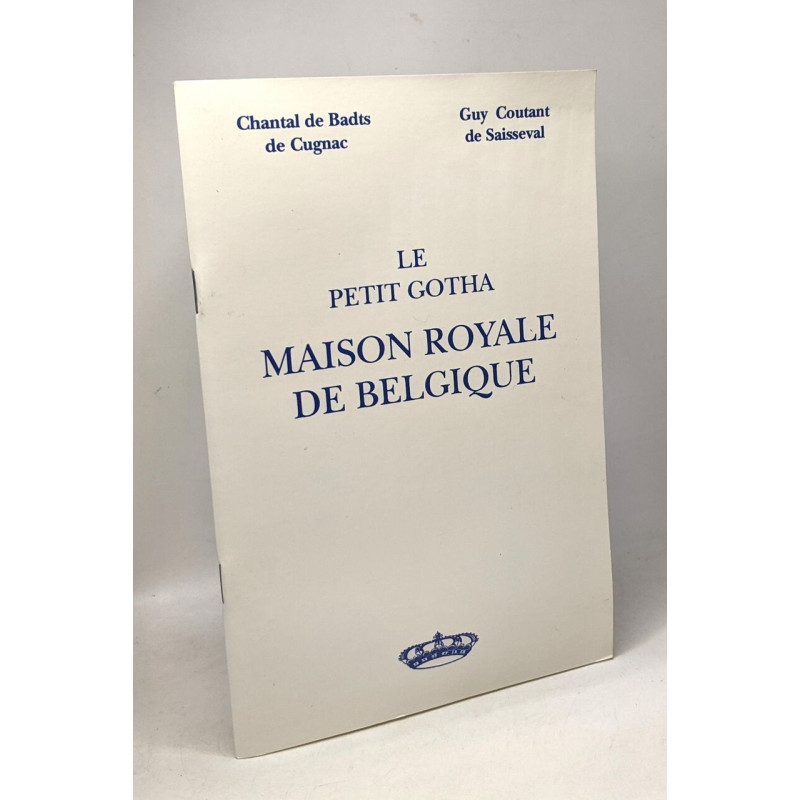 Chantal de Badts
de Cugnac
Guy Coutant
de Saisseval
LE
PETIT GOTHA
MAISON ROYALE
DE BELGIQUE